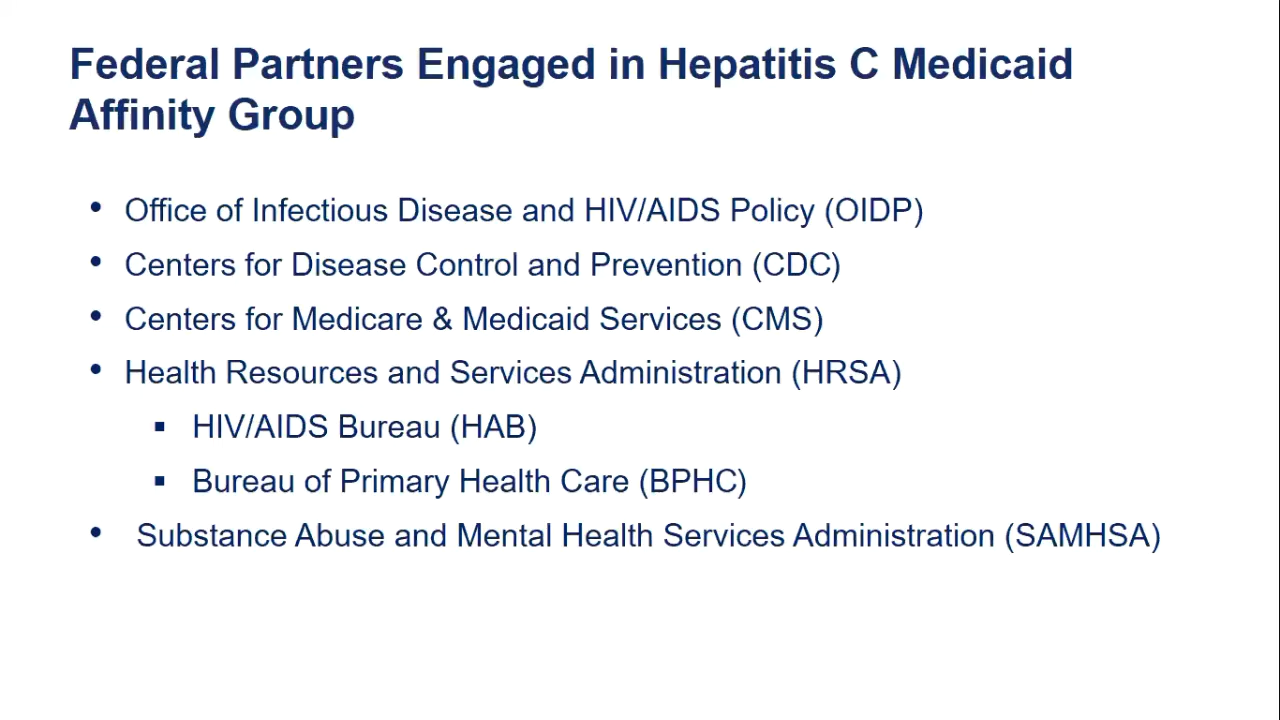 Federal Partners Engaged in Hepatitis C Medicaid
Affinity Group
• Office of Infectious Disease and HIV/AIDS Policy (OIDP)
• Centers for Disease Control and Prevention (CDC)
• Centers for Medicare & Medicaid Services (CMS)
• Health Resources and Services Administration (HRSA)
▪ HIV/AIDS Bureau (HAB)
▪ Bureau of Primary Health Care (BPHC)
• Substance Abuse and Mental Health Services Administration (SAMHSA)